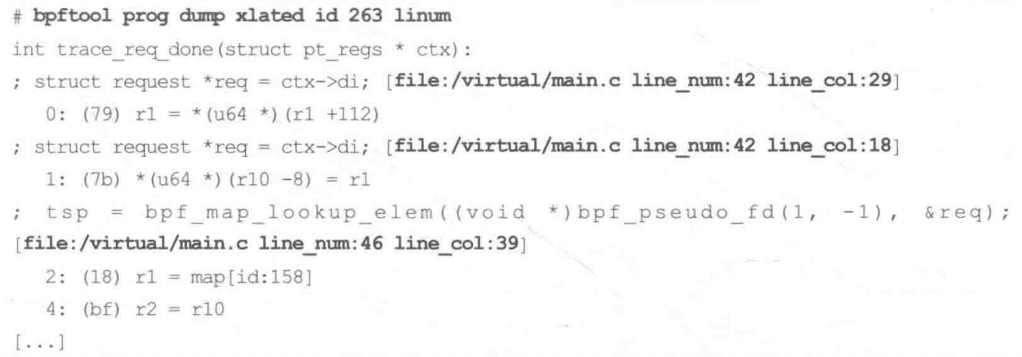 # bpftool prog dump xlated id 263 linum
int trace_req_done(struct pt_regs * ctx):
; struct request *req = ctx->di; [file:/virtual/main.c line_num:42 line_col:29]
   0: (79) r1 = *(u64 *)(r1 +112)
; struct request *req = ctx->di; [file:/virtual/main.c line_num:42 line_col:18]
   1: (7b) *(u64 *)(r10 -8) = r1
; tsp = bpf_map_lookup_elem((void *)bpf_pseudo_fd(1, -1), &req);
[file:/virtual/main.c line_num:46 line_col:39]
   2: (18) r1 = map[id:158]
   4: (bf) r2 = r10
[...]